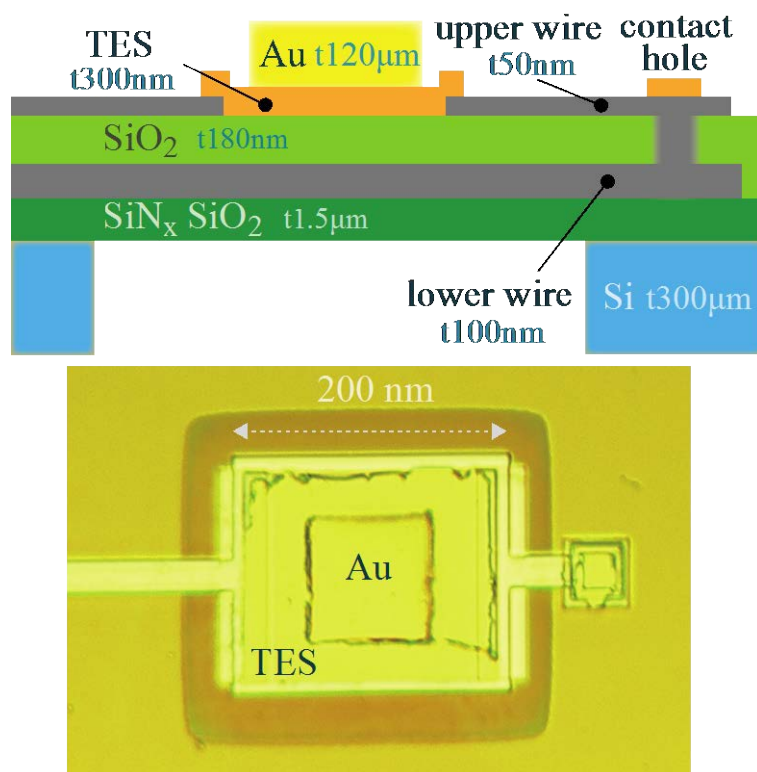 TES
t300nm
Au t120μm
upper wire
t50nm
contact
hole
SiO₂ t180nm
SiNₓ SiO₂ t1.5μm
lower wire
t100nm
Si t300μm
200 nm
Au
TES